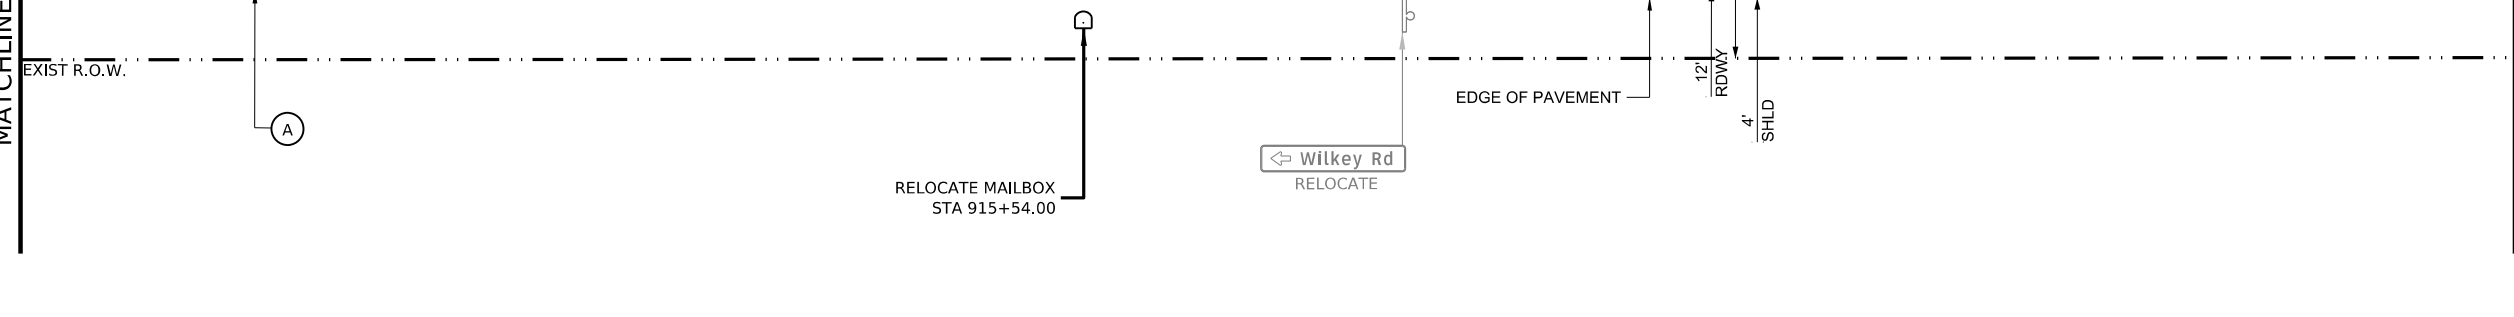 MATCHLINE
EXIST R.O.W.
A
RELOCATE MAILBOX
STA 915+54.00
Wilkey Rd
RELOCATE
EDGE OF PAVEMENT
12'
RDWY
4'
SHLD